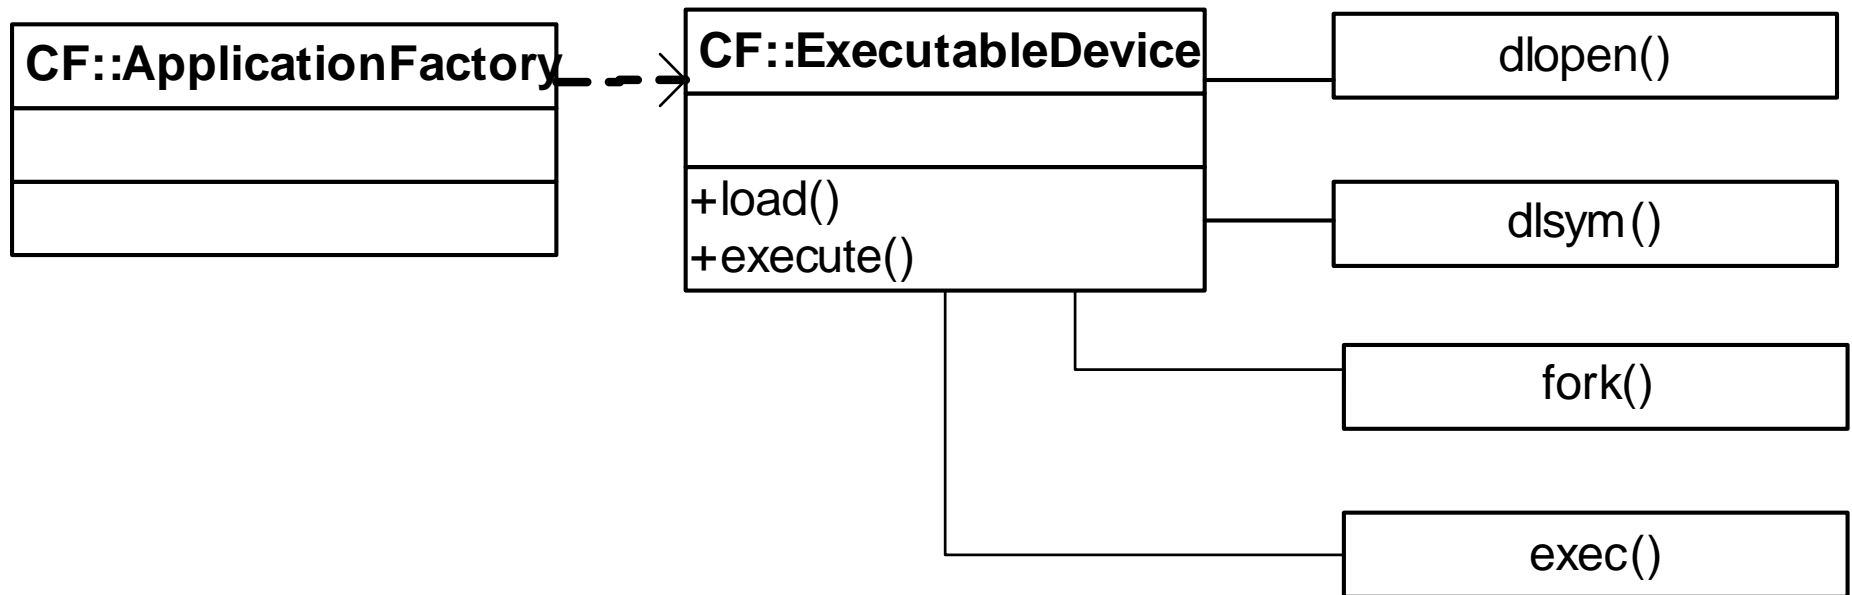 CF::ApplicationFactory
CF::ExecutableDevice
+load()
+execute()
dlopen()
dlsym()
fork()
exec()